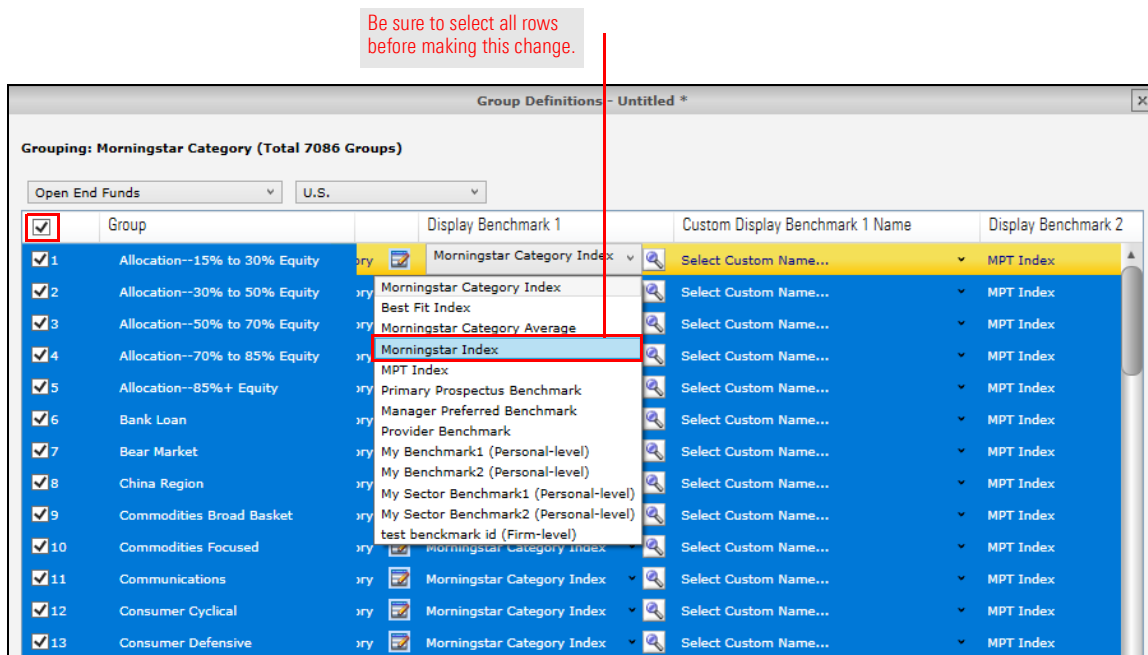 Be sure to select all rows
before making this change.
Group Definitions - Untitled *
Grouping: Morningstar Category (Total 7086 Groups)
Open End Funds U.S.
Group Display Benchmark 1 Custom Display Benchmark 1 Name Display Benchmark 2
1 Allocation--15% to 30% Equity ory Morningstar Category Index Select Custom Name... MPT Index
Morningstar Category Index
2 Allocation--30% to 50% Equity ory Select Custom Name... MPT Index
Best Fit Index
3 Allocation--50% to 70% Equity ory Morningstar Category Average Select Custom Name... MPT Index
4 Allocation--70% to 85% Equity ory Morningstar Index Select Custom Name... MPT Index
MPT Index
5 Allocation--85%+ Equity ory Primary Prospectus Benchmark Select Custom Name... MPT Index
6 Bank Loan ory Manager Preferred Benchmark Select Custom Name... MPT Index
Provider Benchmark
7 Bear Market ory My Benchmark1 (Personal-level) Select Custom Name... MPT Index
My Benchmark2 (Personal-level)
8 China Region ory My Sector Benchmark1 (Personal-level) Select Custom Name... MPT Index
9 Commodities Broad Basket ory My Sector Benchmark2 (Personal-level) Select Custom Name... MPT Index
test benckmark id (Firm-level)
10 Commodities Focused ory Morningstar Category Index Select Custom Name... MPT Index
11 Communications ory Morningstar Category Index Select Custom Name... MPT Index
12 Consumer Cyclical ory Morningstar Category Index Select Custom Name... MPT Index
13 Consumer Defensive ory Morningstar Category Index Select Custom Name... MPT Index